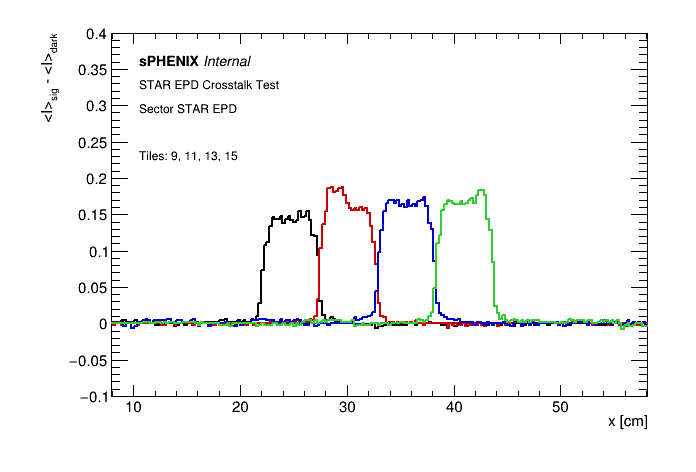 <I>sig - <I>dark
0.4
0.35
0.3
0.25
0.2
0.15
0.1
0.05
0
−0.05
−0.1
sPHENIX Internal
STAR EPD Crosstalk Test
Sector STAR EPD
Tiles: 9, 11, 13, 15
10 20 30 40 50
x [cm]